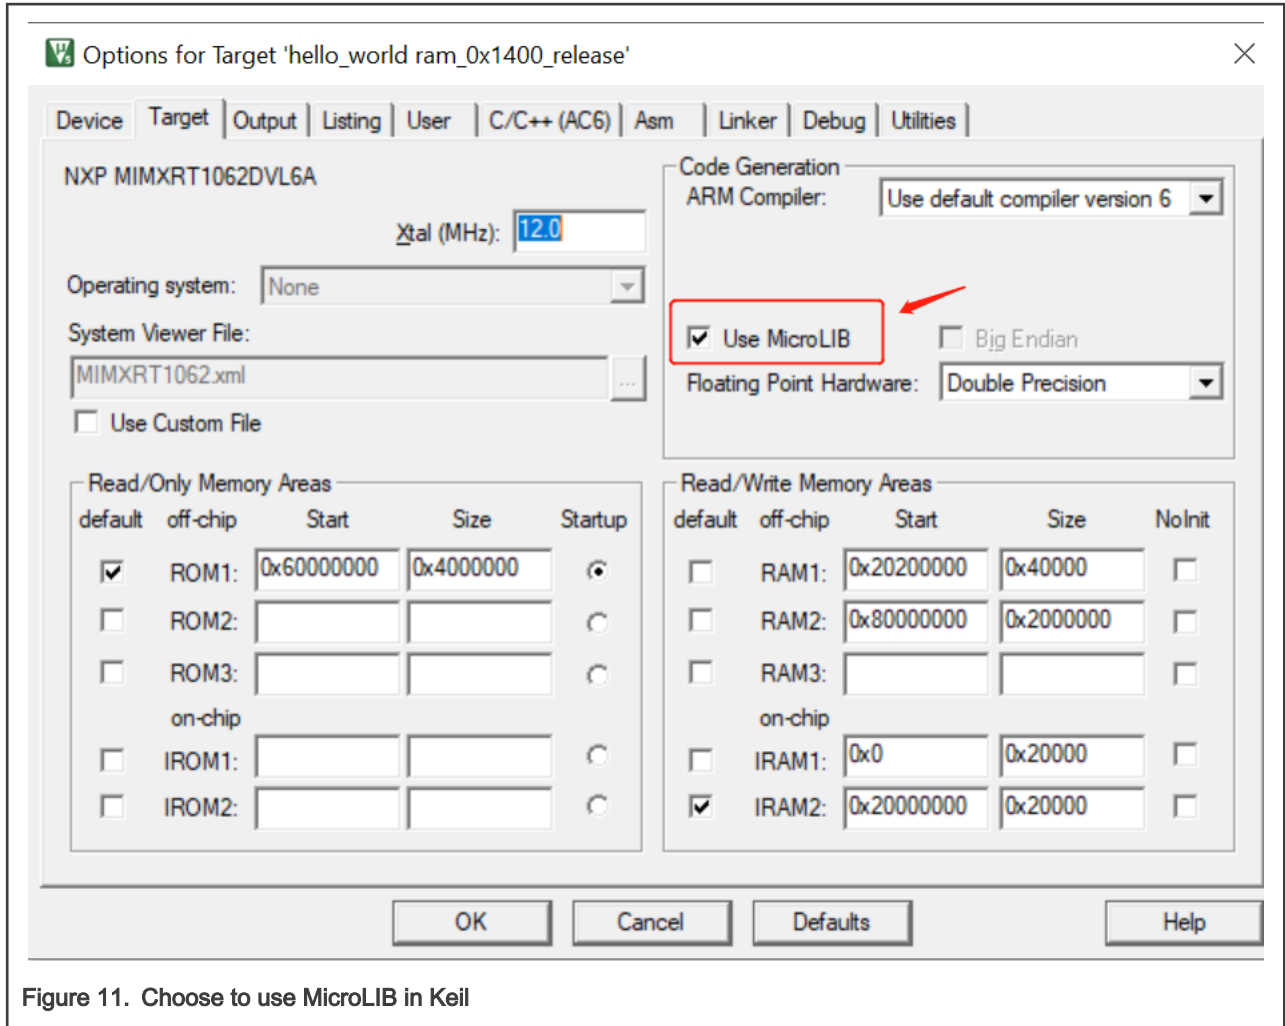 Options for Target 'hello_world ram_0x1400_release'
Device Target Output Listing User C/C++ (AC6) Asm Linker Debug Utilities
NXP MIMXRT1062DVL6A
Xtal (MHz): 12.0
Operating system: None
System Viewer File:
MIMXRT1062.xml ...
Use Custom File
Code Generation
ARM Compiler: Use default compiler version 6
Use MicroLIB Big Endian
Floating Point Hardware: Double Precision
Read/Only Memory Areas
default off-chip Start Size Startup
ROM1: 0x60000000 0x4000000
ROM2:
ROM3:
on-chip
IROM1:
IROM2:
Read/Write Memory Areas
default off-chip Start Size NoInit
RAM1: 0x20200000 0x40000
RAM2: 0x80000000 0x2000000
RAM3:
on-chip
IRAM1: 0x0 0x20000
IRAM2: 0x20000000 0x20000
OK Cancel Defaults Help
Figure 11. Choose to use MicroLIB in Keil